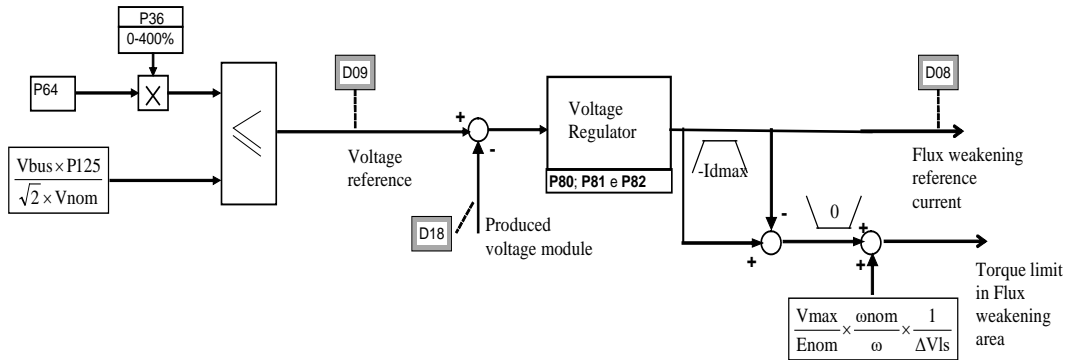 P36
0-400%
P64
X
<
Vbus × P125
√2 × Vnom
D09
Voltage
reference
+
-
D18
Produced
voltage module
Voltage
Regulator
P80; P81 e P82
-Idmax
D08
Flux weakening
reference
current
-
+
0
+
+
Torque limit
in Flux
weakening
area
Vmax ωnom 1
× ×
Enom ω ΔVls